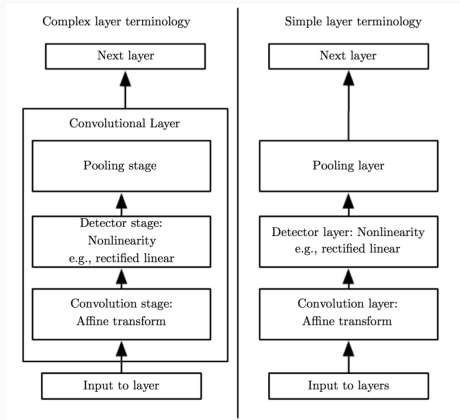 Complex layer terminology
Next layer
Convolutional Layer
Pooling stage
Detector stage:
Nonlinearity
e.g., rectified linear
Convolution stage:
Affine transform
Input to layer
Simple layer terminology
Next layer
Pooling layer
Detector layer: Nonlinearity
e.g., rectified linear
Convolution layer:
Affine transform
Input to layers